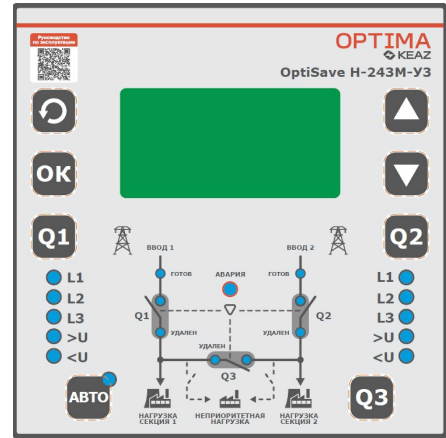 Руководство
по эксплуатации
OPTIMA
KEAZ
OptiSave H-243M-У3
OK
Q1
Q2
ВВОД 1
ВВОД 2
ГОТОВ
АВАРИЯ
ГОТОВ
L1
L2
L3
>U
<U
Q1
Q2
L1
L2
L3
>U
<U
УДАЛЕН
УДАЛЕН
УДАЛЕН
Q3
АВТО
Q3
НАГРУЗКА
СЕКЦИЯ 1
НЕПРИОРИТЕТНАЯ
НАГРУЗКА
НАГРУЗКА
СЕКЦИЯ 2